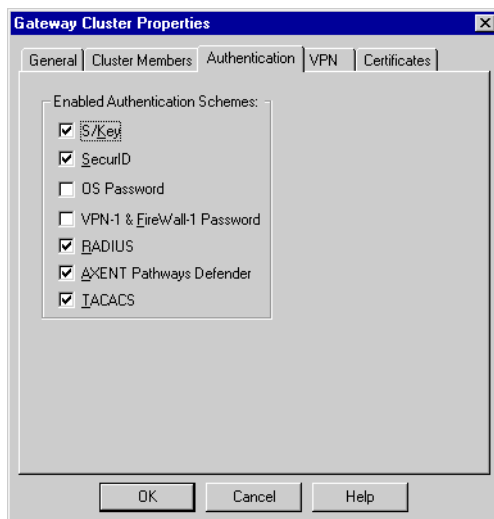 Gateway Cluster Properties
General
Cluster Members
Authentication
VPN
Certificates
Enabled Authentication Schemes:
S/Key
SecurID
OS Password
VPN-1 & FireWall-1 Password
RADIUS
AXENT Pathways Defender
TACACS
OK
Cancel
Help